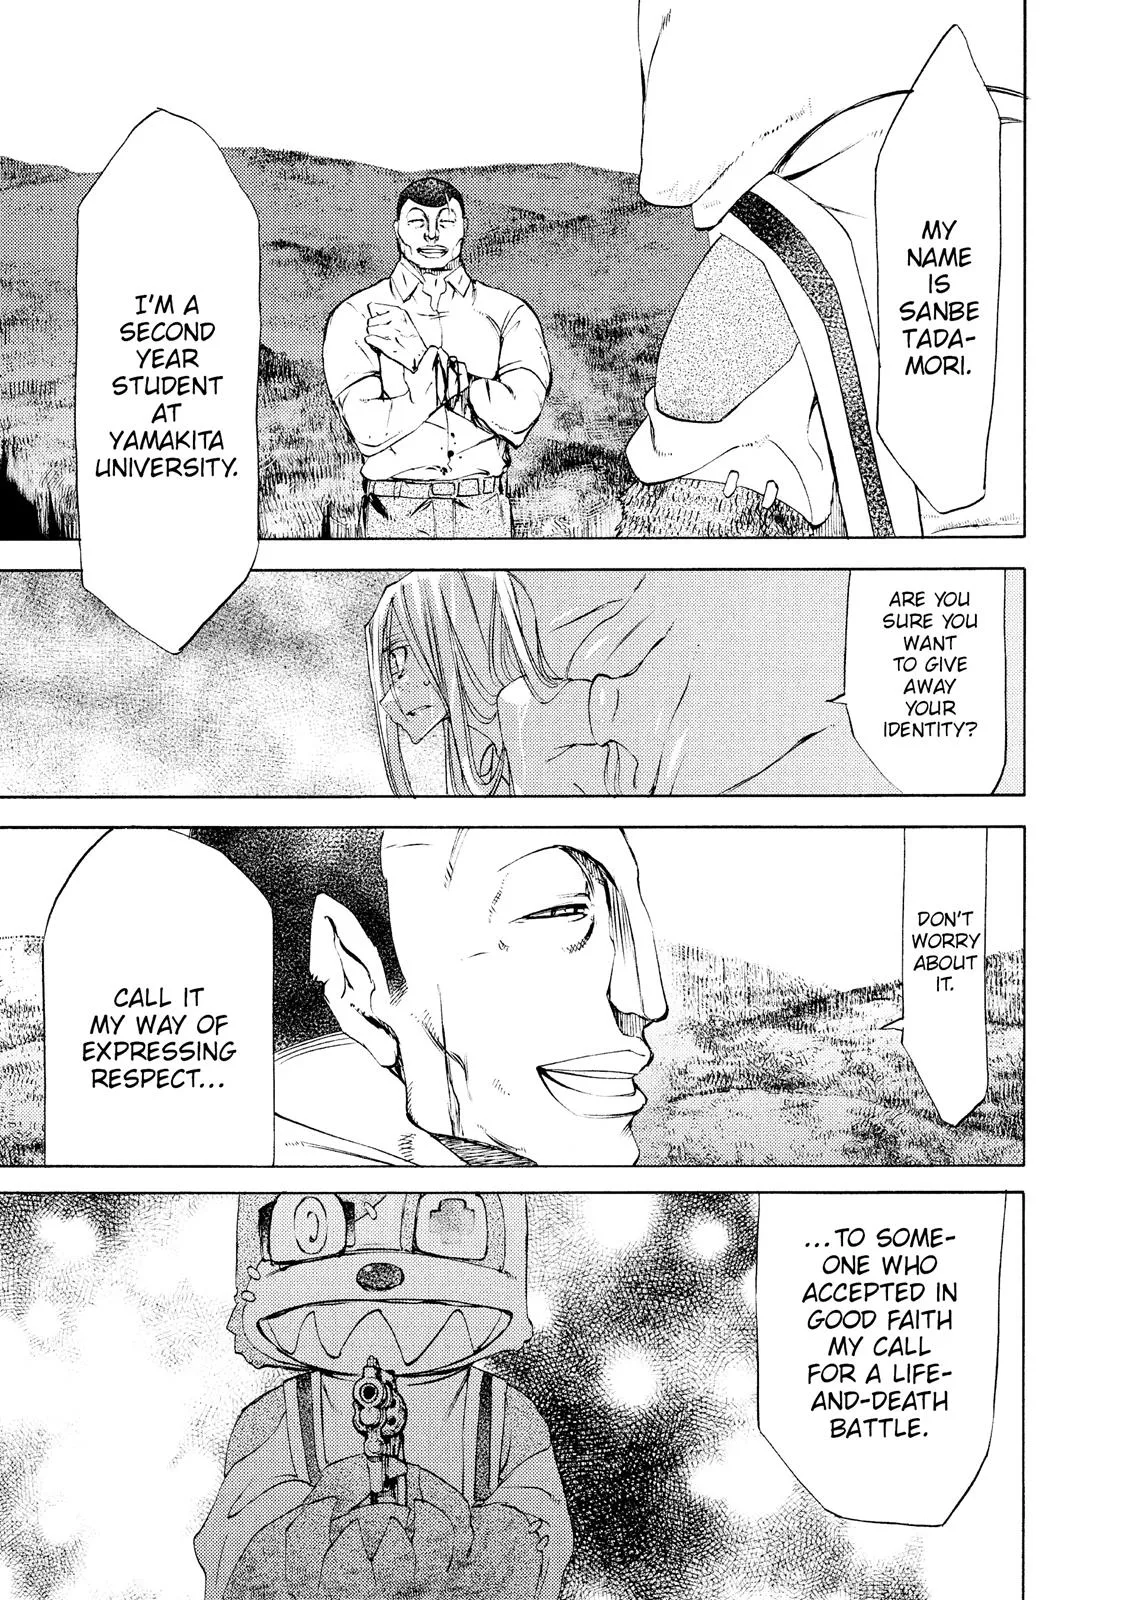 MY
NAME
IS
SANBE
TADA-
MORI.
I'M A
SECOND
YEAR
STUDENT
AT
YAMAKITA
UNIVERSITY.
ARE YOU
SURE YOU
WANT
TO GIVE
AWAY
YOUR
IDENTITY?
DON'T
WORRY
ABOUT
IT.
CALL IT
MY WAY OF
EXPRESSING
RESPECT...
...TO SOME-
ONE WHO
ACCEPTED IN
GOOD FAITH
MY CALL
FOR A LIFE-
AND-DEATH
BATTLE.